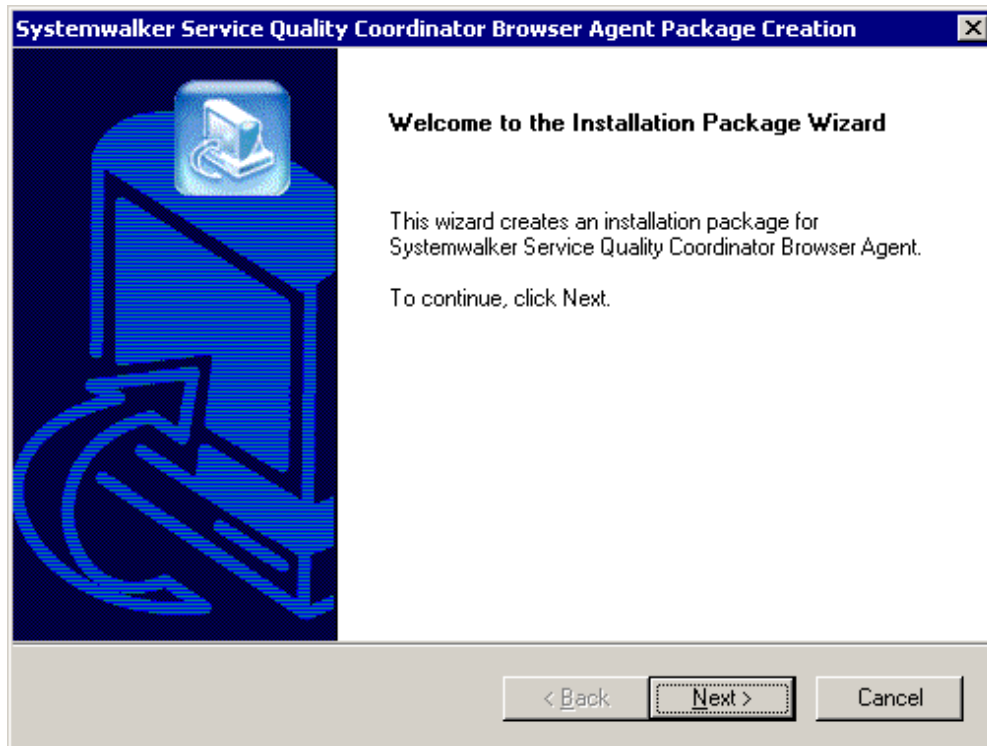 Systemwalker Service Quality Coordinator Browser Agent Package Creation
Welcome to the Installation Package Wizard
This wizard creates an installation package for
Systemwalker Service Quality Coordinator Browser Agent.
To continue, click Next.
< Back
Next >
Cancel